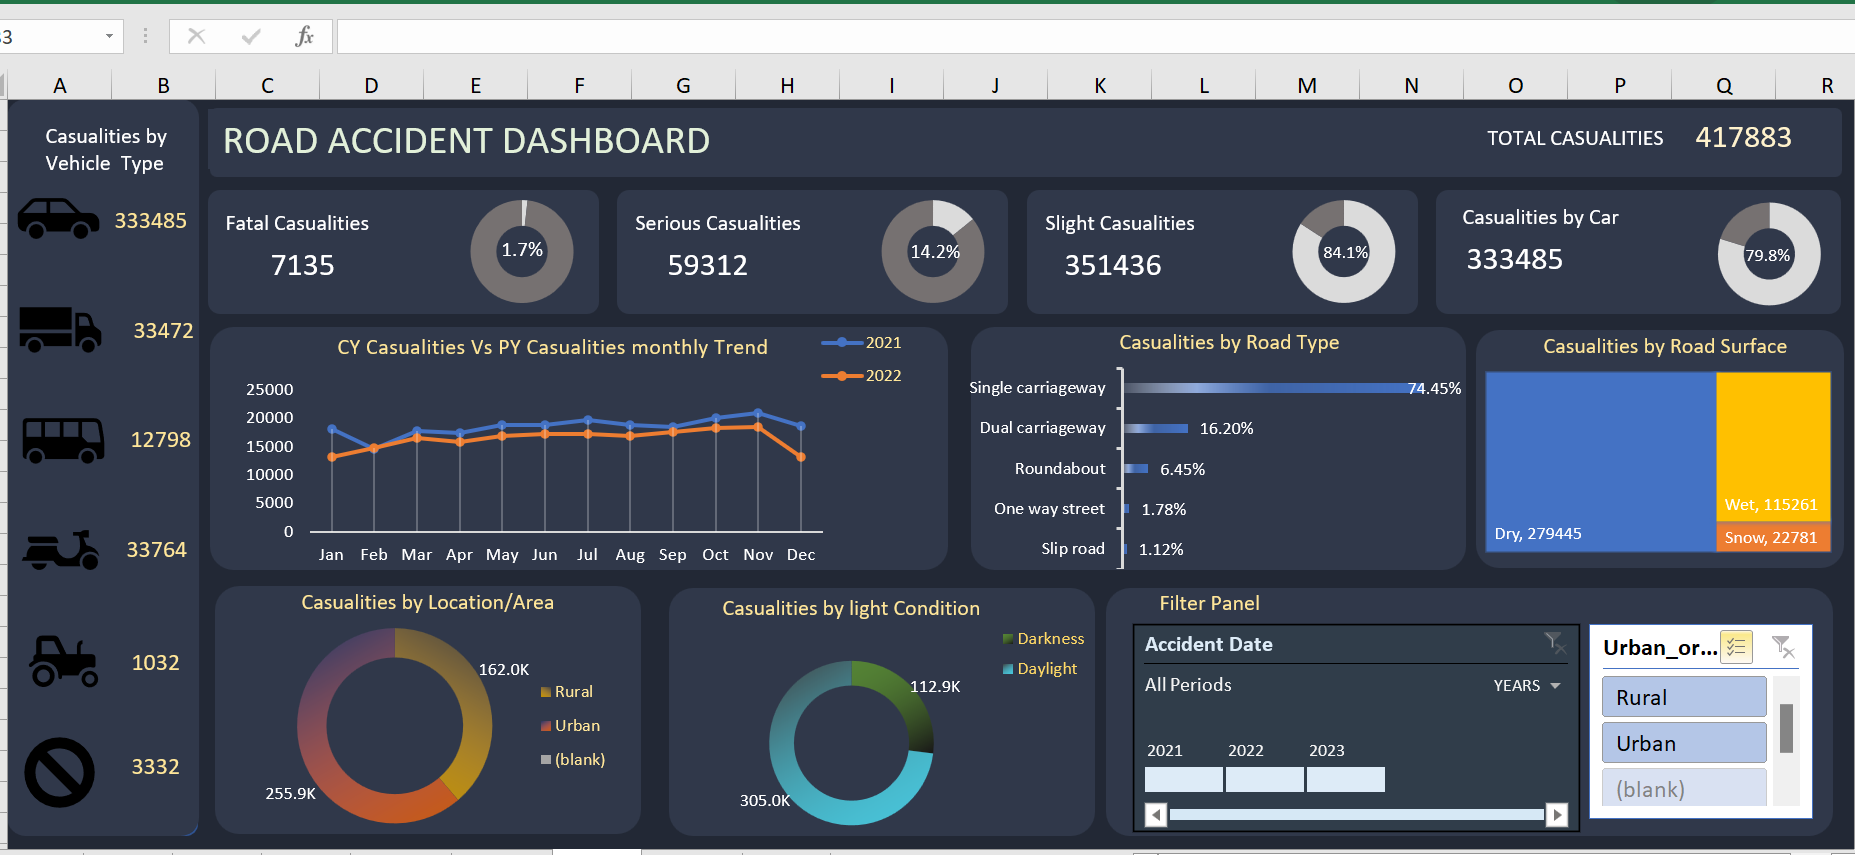 3
fx
A B C D E F G H I J K L M N O P Q R
Casualities by
Vehicle Type
333485
33472
12798
33764
1032
3332
ROAD ACCIDENT DASHBOARD
TOTAL CASUALITIES 417883
Fatal Casualities
7135
1.7%
Serious Casualities
59312
14.2%
Slight Casualities
351436
84.1%
Casualities by Car
333485
79.8%
CY Casualities Vs PY Casualities monthly Trend
2021
2022
25000
20000
15000
10000
5000
0
Jan Feb Mar Apr May Jun Jul Aug Sep Oct Nov Dec
Casualities by Road Type
Single carriageway 74.45%
Dual carriageway 16.20%
Roundabout 6.45%
One way street 1.78%
Slip road 1.12%
Casualities by Road Surface
Dry, 279445
Wet, 115261
Snow, 22781
Casualities by Location/Area
162.0K
255.9K
Rural
Urban
(blank)
Casualities by light Condition
Darkness
Daylight
112.9K
305.0K
Filter Panel
Accident Date
All Periods YEARS
2021 2022 2023
Urban_or...
Rural
Urban
(blank)